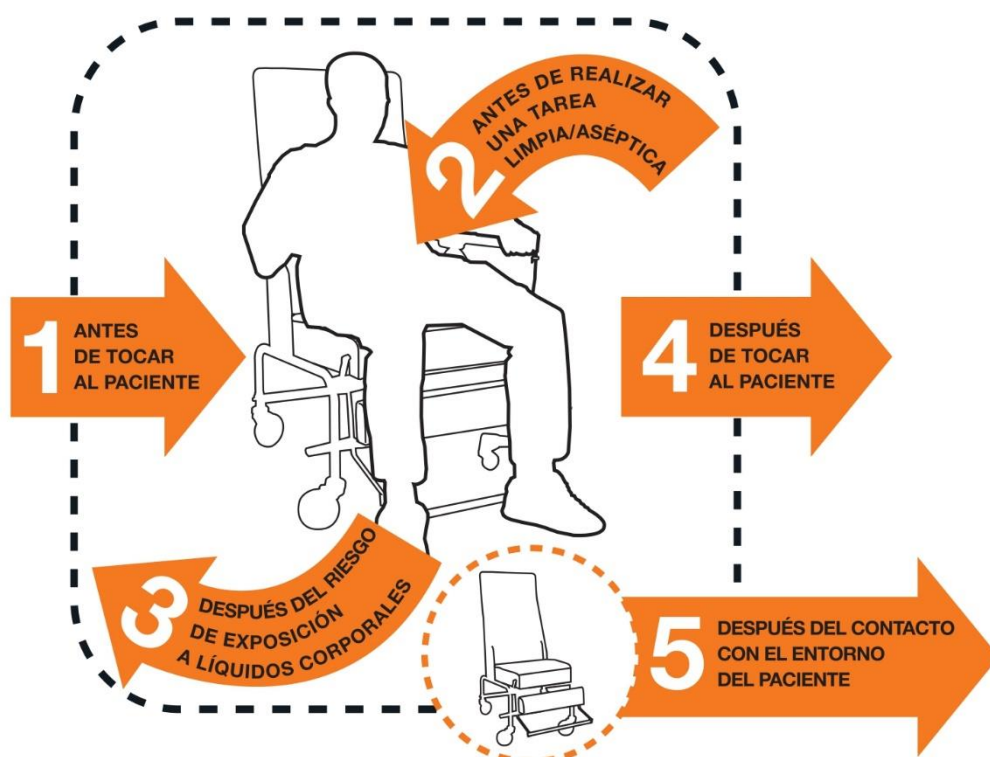 1 ANTES
DE TOCAR
AL PACIENTE
2 ANTES DE REALIZAR
UNA TAREA
LIMPIA/ASÉPTICA
3 DESPUÉS DEL RIESGO
DE EXPOSICIÓN
A LÍQUIDOS CORPORALES
4 DESPUÉS
DE TOCAR
AL PACIENTE
5 DESPUÉS DEL CONTACTO
CON EL ENTORNO
DEL PACIENTE